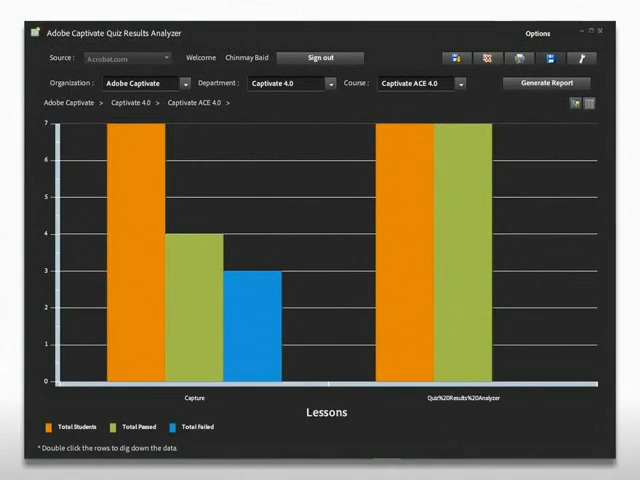 Adobe Captivate Quiz Results Analyzer
Options
Source : Acrobat.com Welcome Chinmay Baid Sign out
Organization : Adobe Captivate Department : Captivate 4.0 Course : Captivate ACE 4.0 Generate Report
Adobe Captivate > Captivate 4.0 > Captivate ACE 4.0 >
7
6
5
4
3
2
1
0
Capture Quiz%20Results%20Analyzer
Lessons
Total Students Total Passed Total Failed
* Double click the rows to dig down the data.